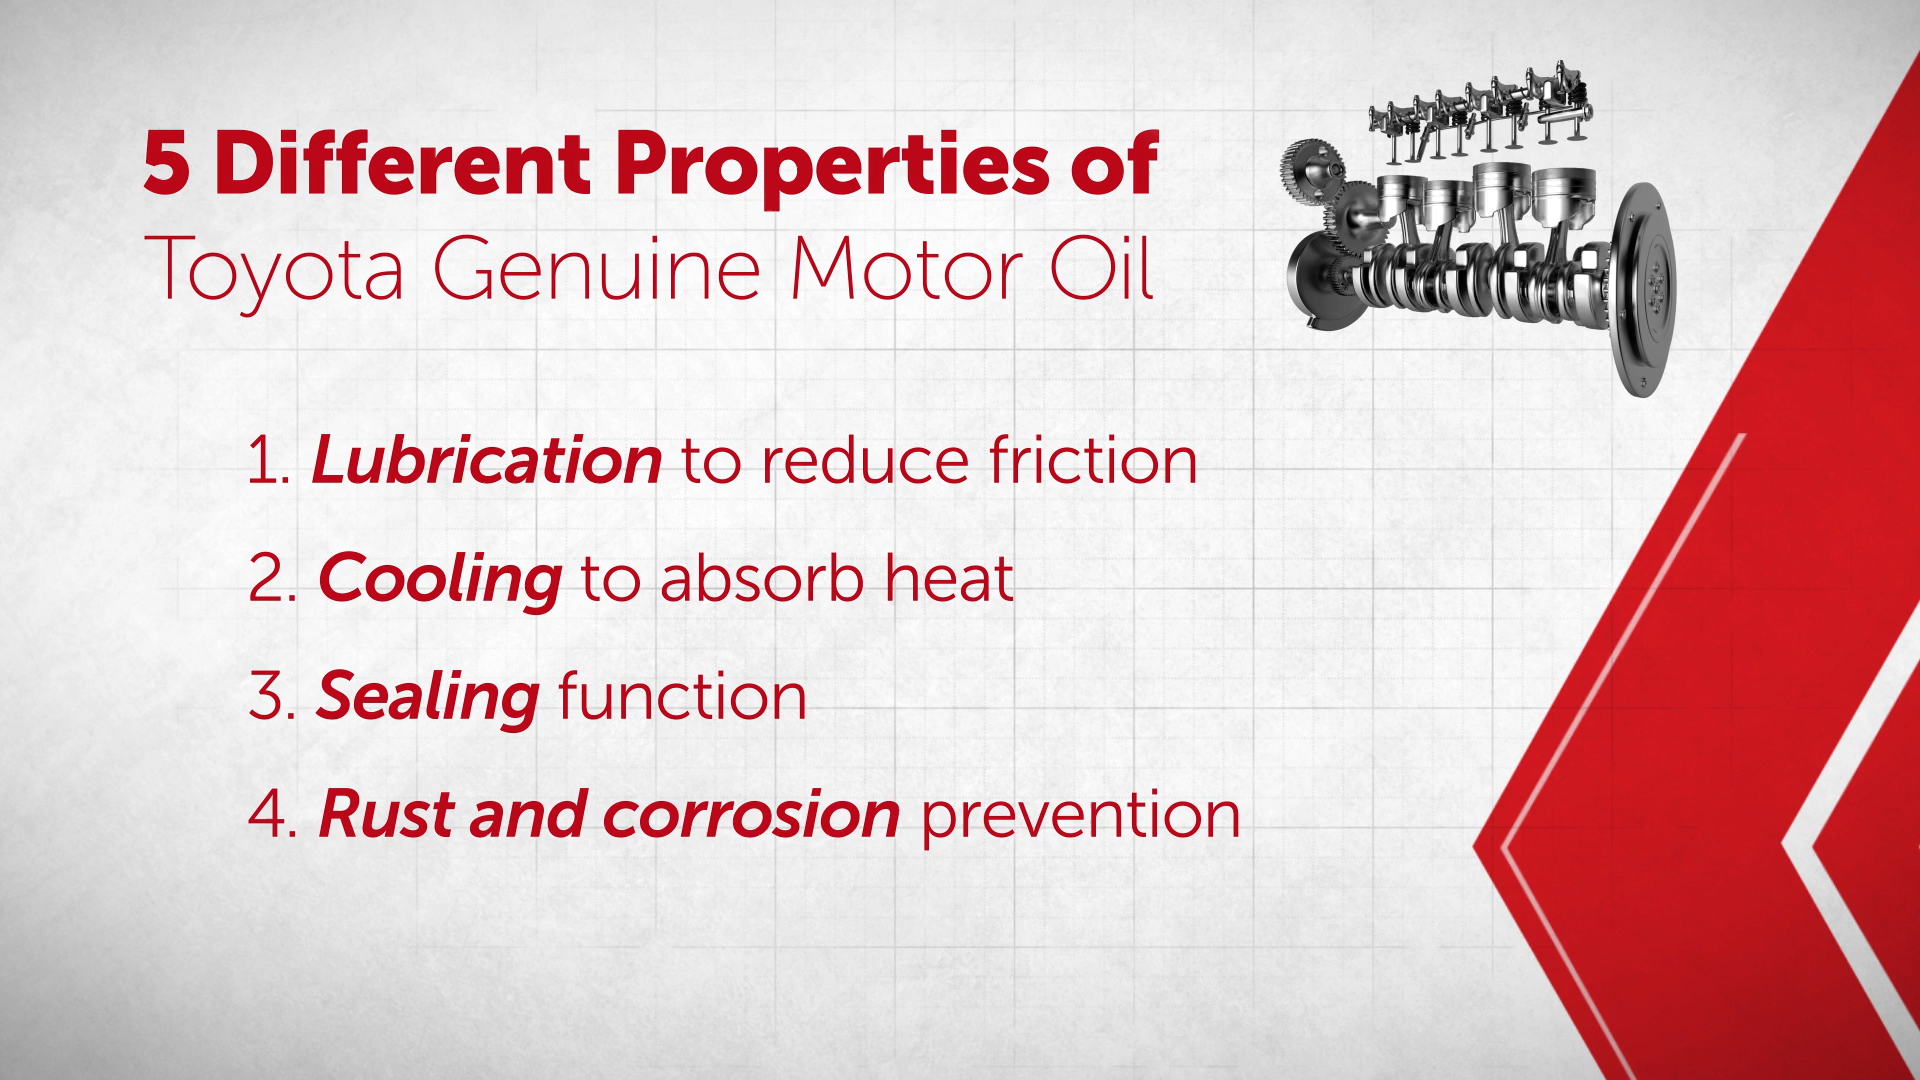 5 Different Properties of
Toyota Genuine Motor Oil
1. Lubrication to reduce friction
2. Cooling to absorb heat
3. Sealing function
4. Rust and corrosion prevention